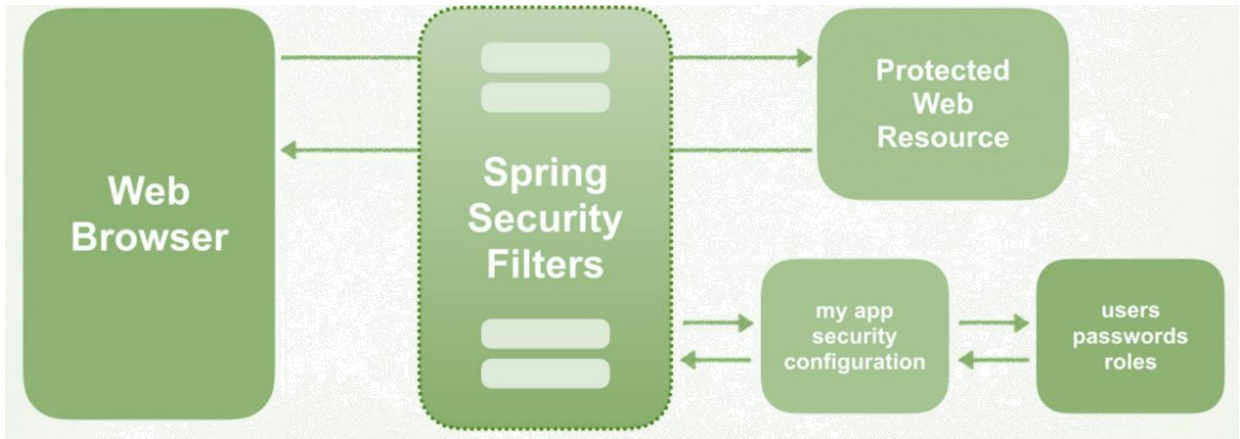 Web
Browser
Spring
Security
Filters
Protected
Web
Resource
my app
security
configuration
users
passwords
roles